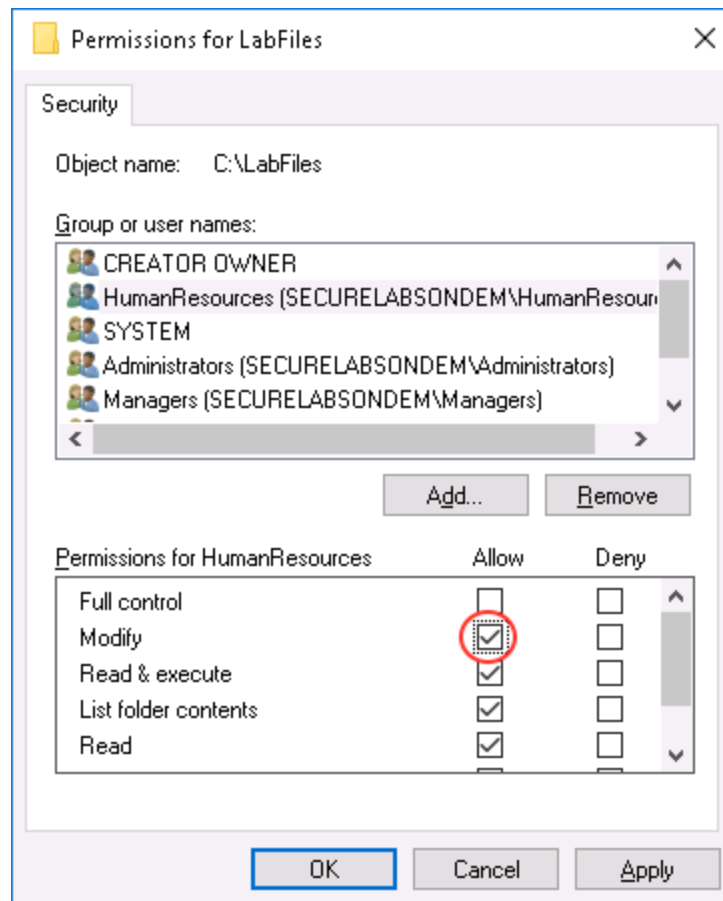 Permissions for LabFiles
Security
Object name: C:\LabFiles
Group or user names:
CREATOR OWNER
HumanResources (SECURELABSONDEM\HumanResour
SYSTEM
Administrators (SECURELABSONDEM\Administrators)
Managers (SECURELABSONDEM\Managers)
Add... Remove
Permissions for HumanResources Allow Deny
Full control
Modify
Read & execute
List folder contents
Read
OK Cancel Apply